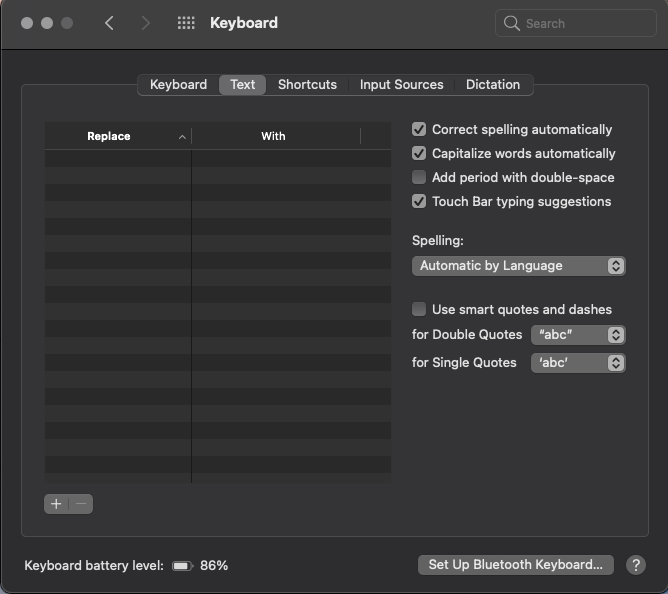 Keyboard
Search
Keyboard Text Shortcuts Input Sources Dictation
Replace With
Correct spelling automatically
Capitalize words automatically
Add period with double-space
Touch Bar typing suggestions
Spelling:
Automatic by Language
Use smart quotes and dashes
for Double Quotes “abc”
for Single Quotes ‘abc’
+ −
Keyboard battery level: 86% Set Up Bluetooth Keyboard... ?